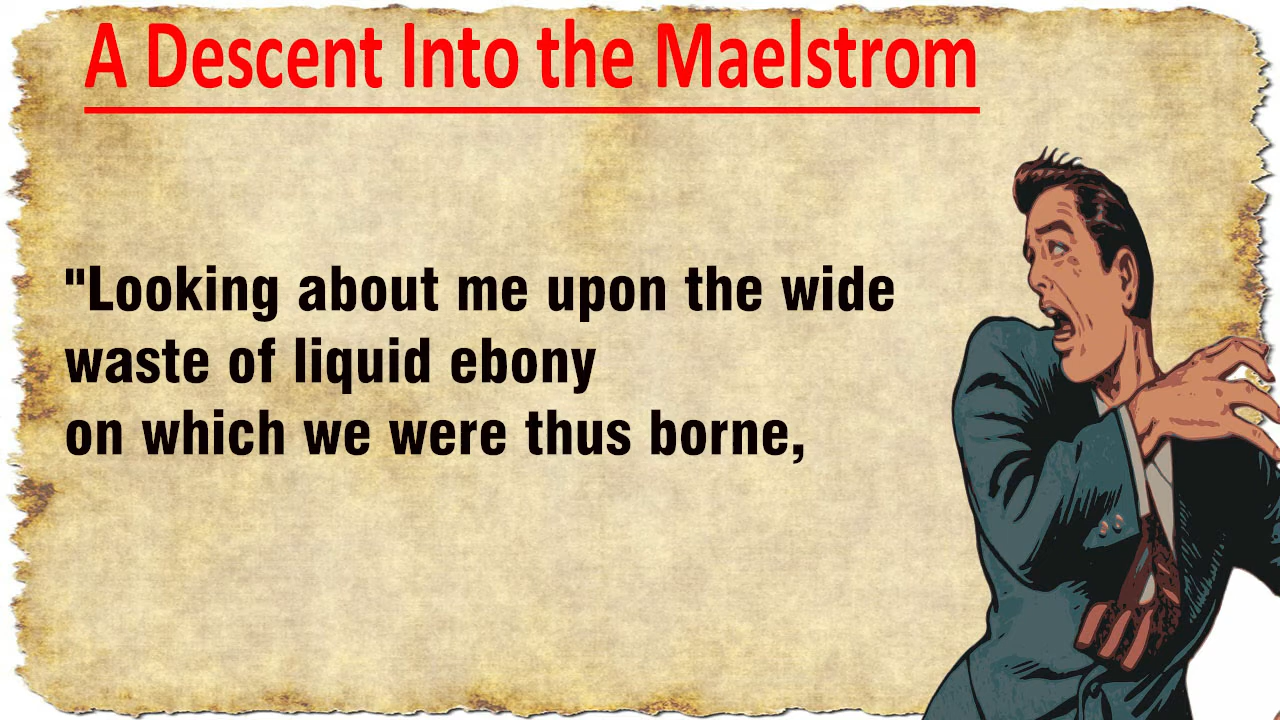 A Descent Into the Maelstrom
"Looking about me upon the wide
waste of liquid ebony
on which we were thus borne,